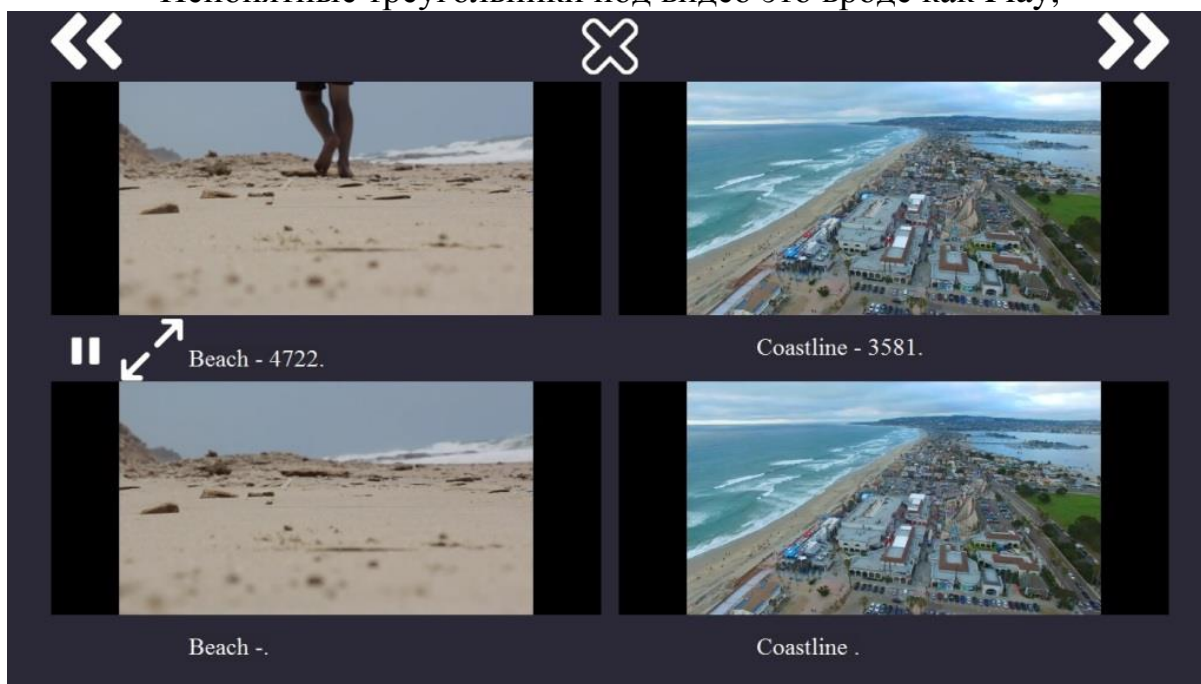 Непонятные треугольники под видео это вроде как Play,
Beach - 4722.
Coastline - 3581.
Beach -.
Coastline .